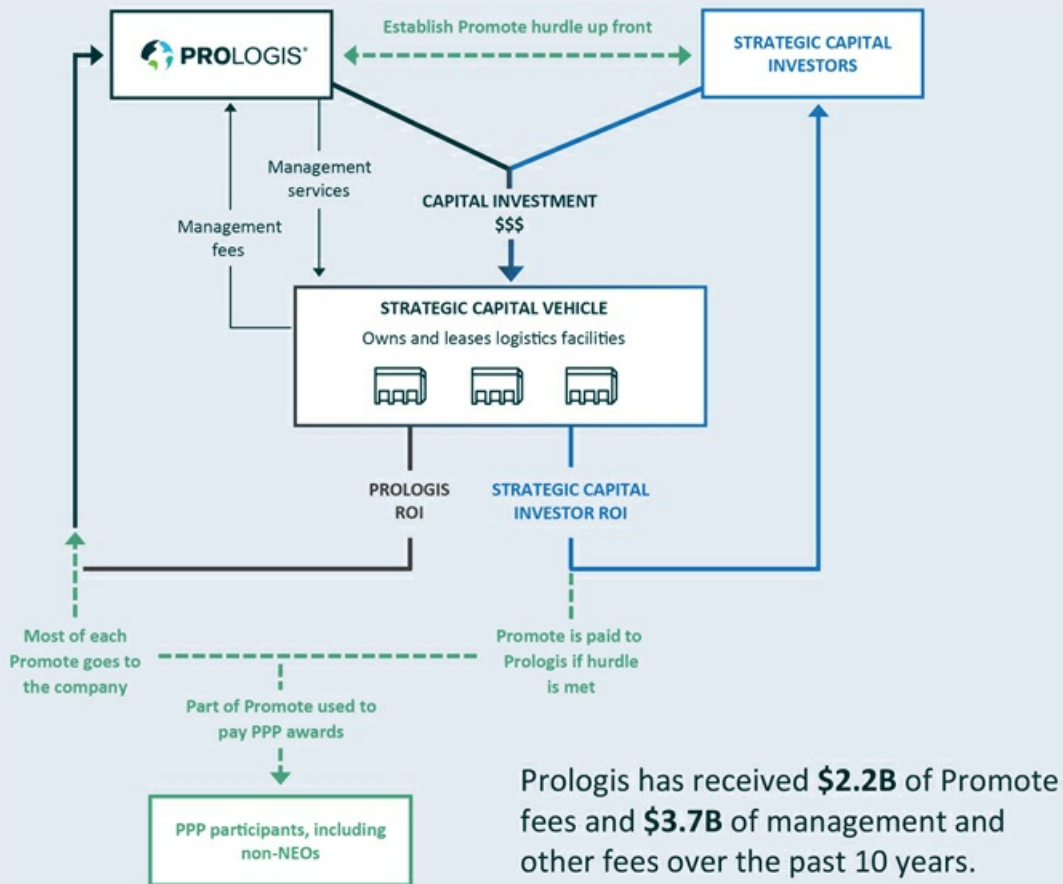 Establish Promote hurdle up front
PROLOGIS®
STRATEGIC CAPITAL
INVESTORS
Management
services
Management
fees
CAPITAL INVESTMENT
$$$
STRATEGIC CAPITAL VEHICLE
Owns and leases logistics facilities
PROLOGIS
ROI
STRATEGIC CAPITAL
INVESTOR ROI
Most of each
Promote goes to
the company
Promote is paid to
Prologis if hurdle
is met
Part of Promote used to
pay PPP awards
PPP participants, including
non-NEOs
Prologis has received $2.2B of Promote
fees and $3.7B of management and
other fees over the past 10 years.